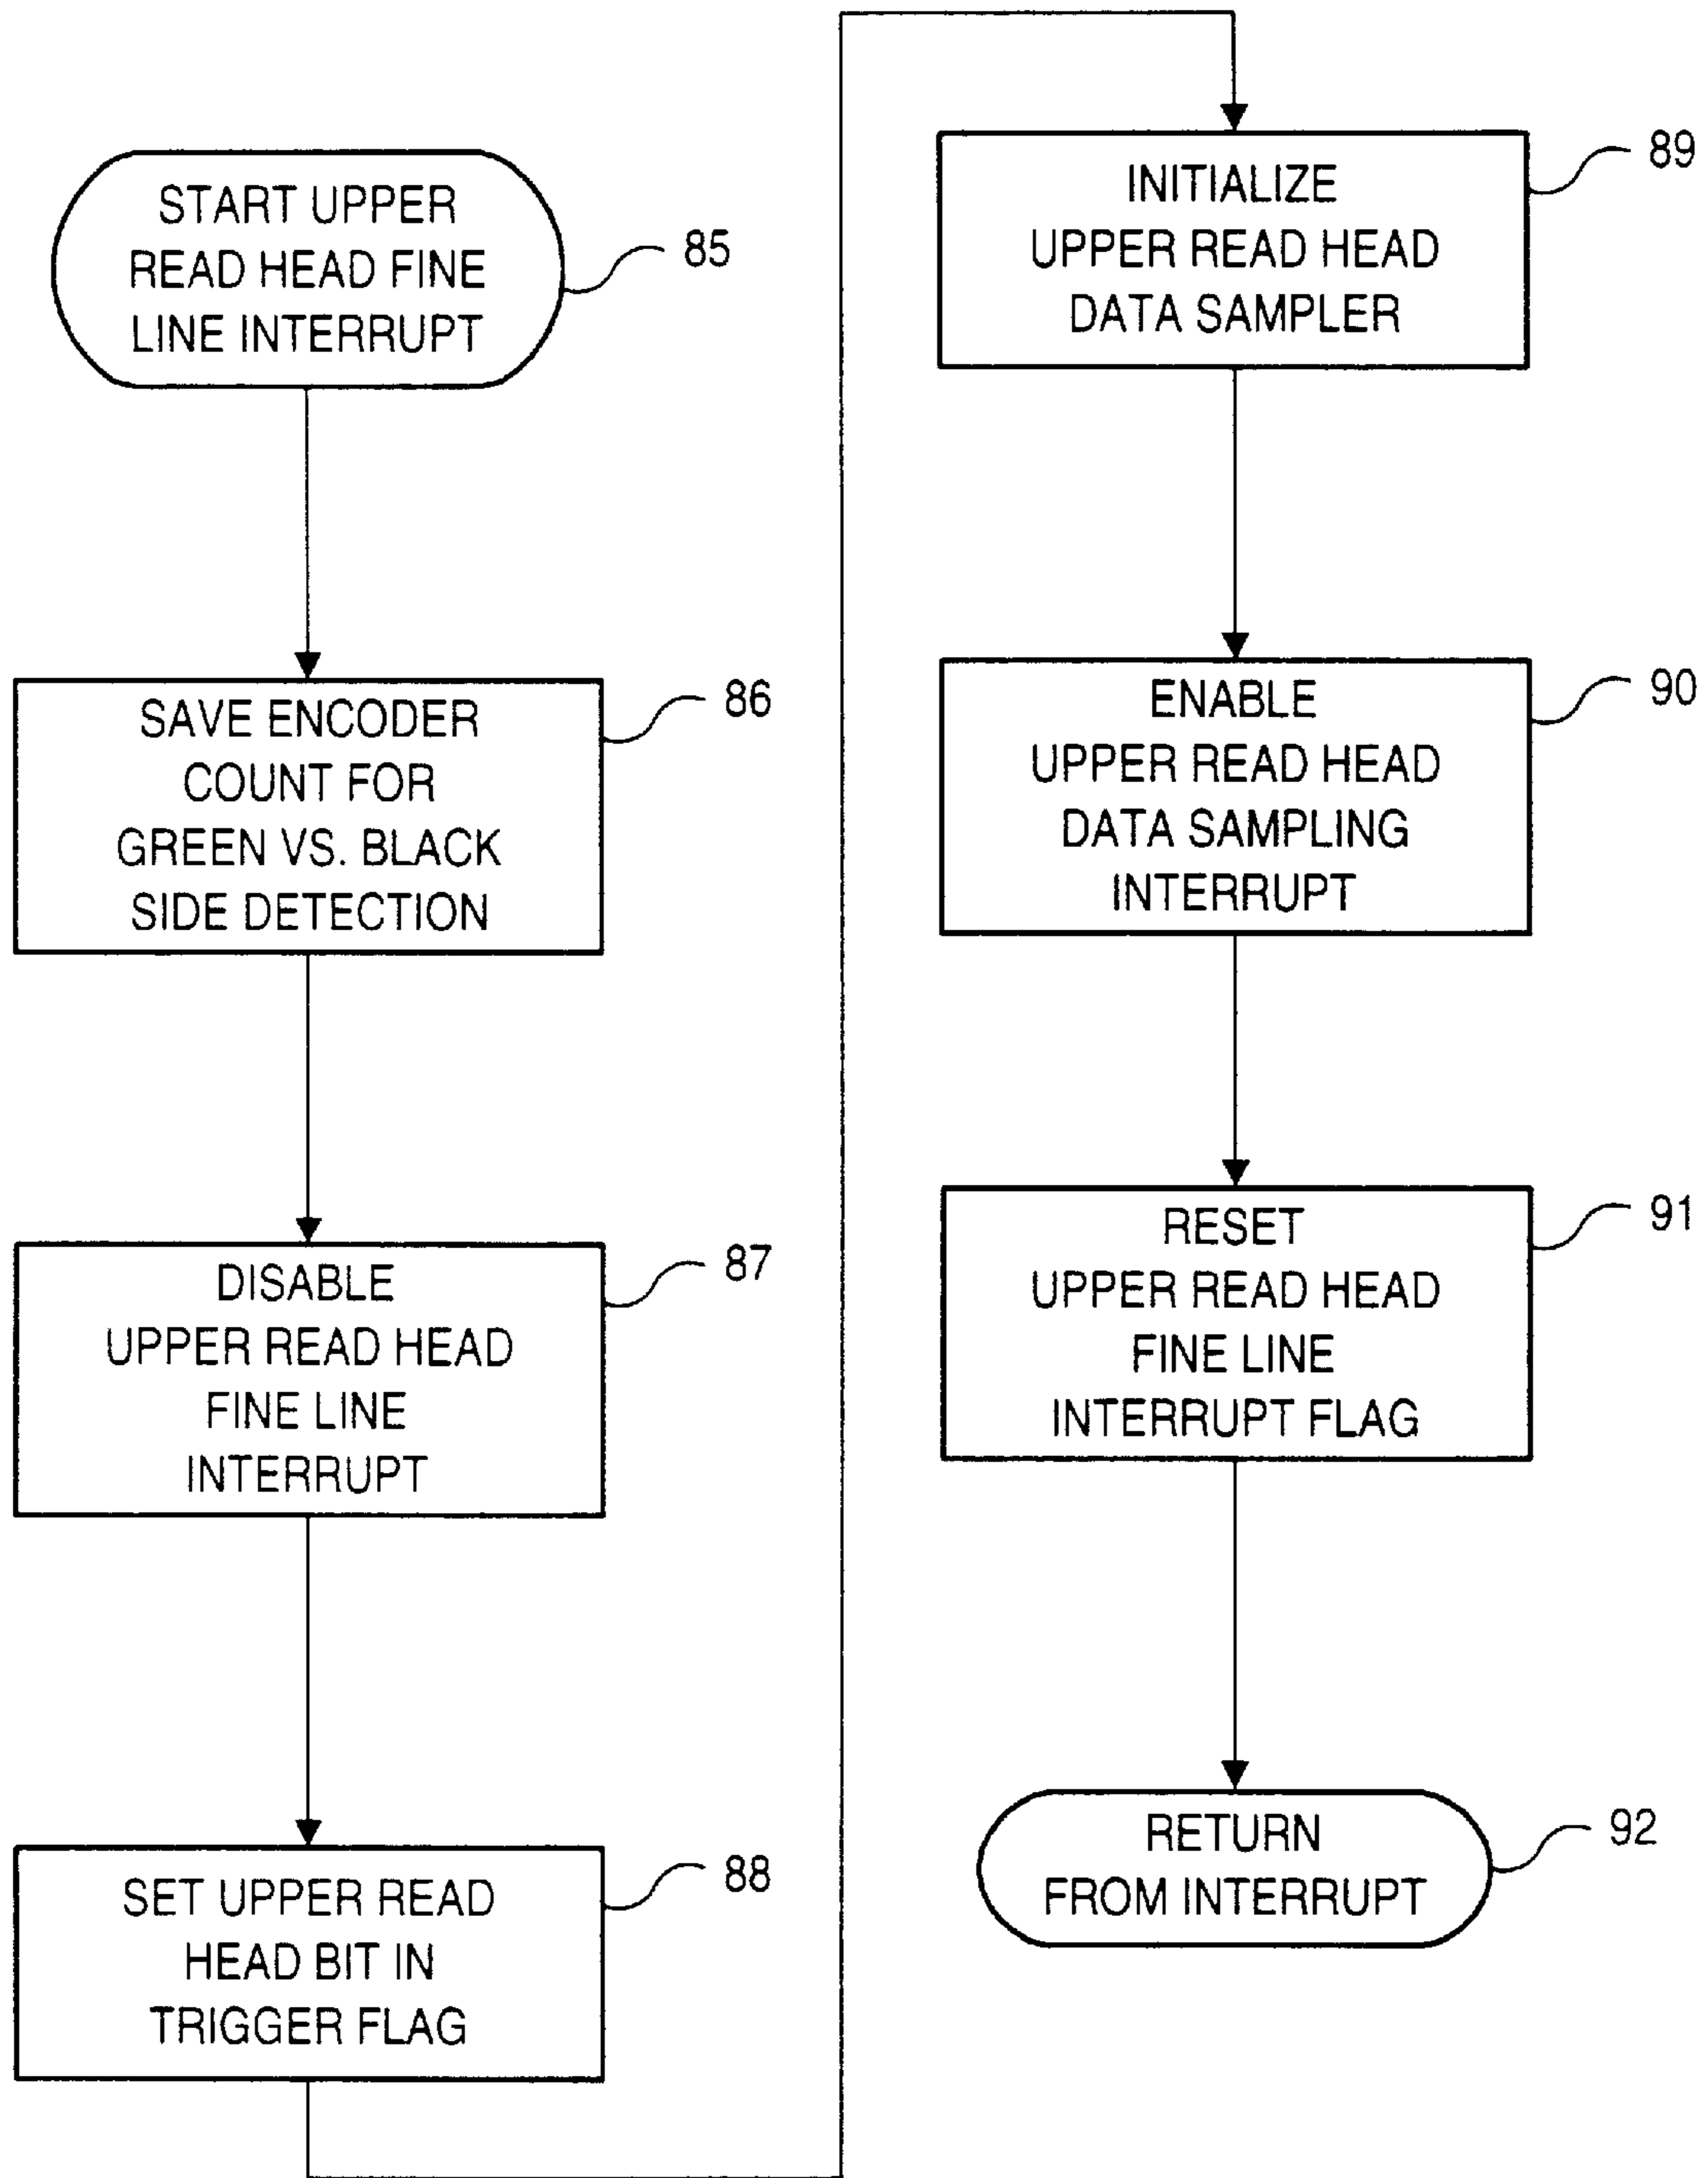 START UPPER
READ HEAD FINE
LINE INTERRUPT
85
SAVE ENCODER
COUNT FOR
GREEN VS. BLACK
SIDE DETECTION
86
DISABLE
UPPER READ HEAD
FINE LINE
INTERRUPT
87
SET UPPER READ
HEAD BIT IN
TRIGGER FLAG
88
INITIALIZE
UPPER READ HEAD
DATA SAMPLER
89
ENABLE
UPPER READ HEAD
DATA SAMPLING
INTERRUPT
90
RESET
UPPER READ HEAD
FINE LINE
INTERRUPT FLAG
91
RETURN
FROM INTERRUPT
92